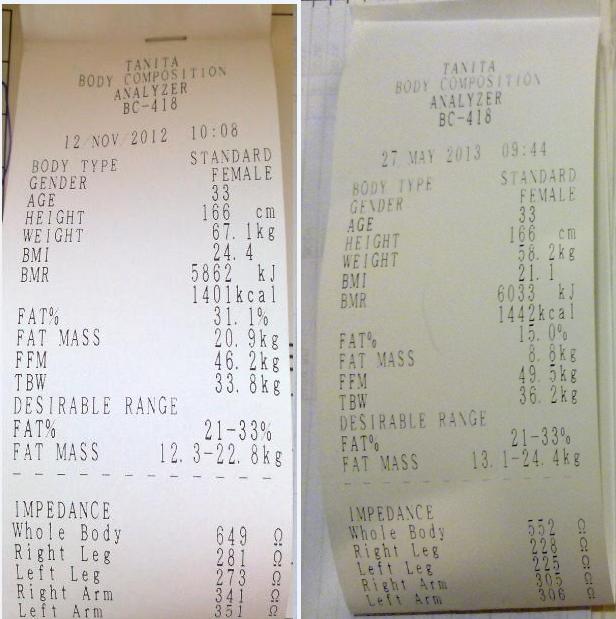 TANITA
BODY COMPOSITION
ANALYZER
BC-418
12/NOV/2012 10:08
BODY TYPE STANDARD
GENDER FEMALE
AGE 33
HEIGHT 166 cm
WEIGHT 67.1kg
BMI 24.4
BMR 5862 kJ
1401kcal
FAT% 31.1%
FAT MASS 20.9kg
FFM 46.2kg
TBW 33.8kg
DESIRABLE RANGE
FAT% 21-33%
FAT MASS 12.3-22.8kg
IMPEDANCE
Whole Body 649 Ω
Right Leg 281 Ω
Left Leg 273 Ω
Right Arm 341 Ω
Left Arm 351 Ω
TANITA
BODY COMPOSITION
ANALYZER
BC-418
27 MAY 2013 09:44
BODY TYPE STANDARD
GENDER FEMALE
AGE 33
HEIGHT 166 cm
WEIGHT 58.2kg
BMI 21.1
BMR 6033 kJ
1442kcal
FAT% 15.0%
FAT MASS 8.8kg
FFM 49.5kg
TBW 36.2kg
DESIRABLE RANGE
FAT% 21-33%
FAT MASS 13.1-24.4kg
IMPEDANCE
Whole Body 552 Ω
Right Leg 228 Ω
Left Leg 225 Ω
Right Arm 305 Ω
Left Arm 306 Ω